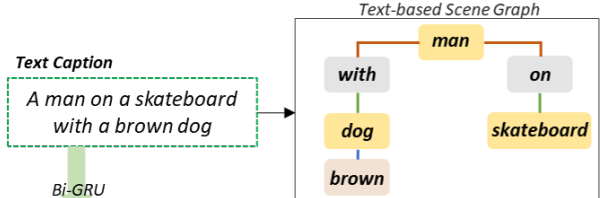 Text-based Scene Graph
Text Caption
A man on a skateboard
with a brown dog
Bi-GRU
man
with
on
dog
skateboard
brown